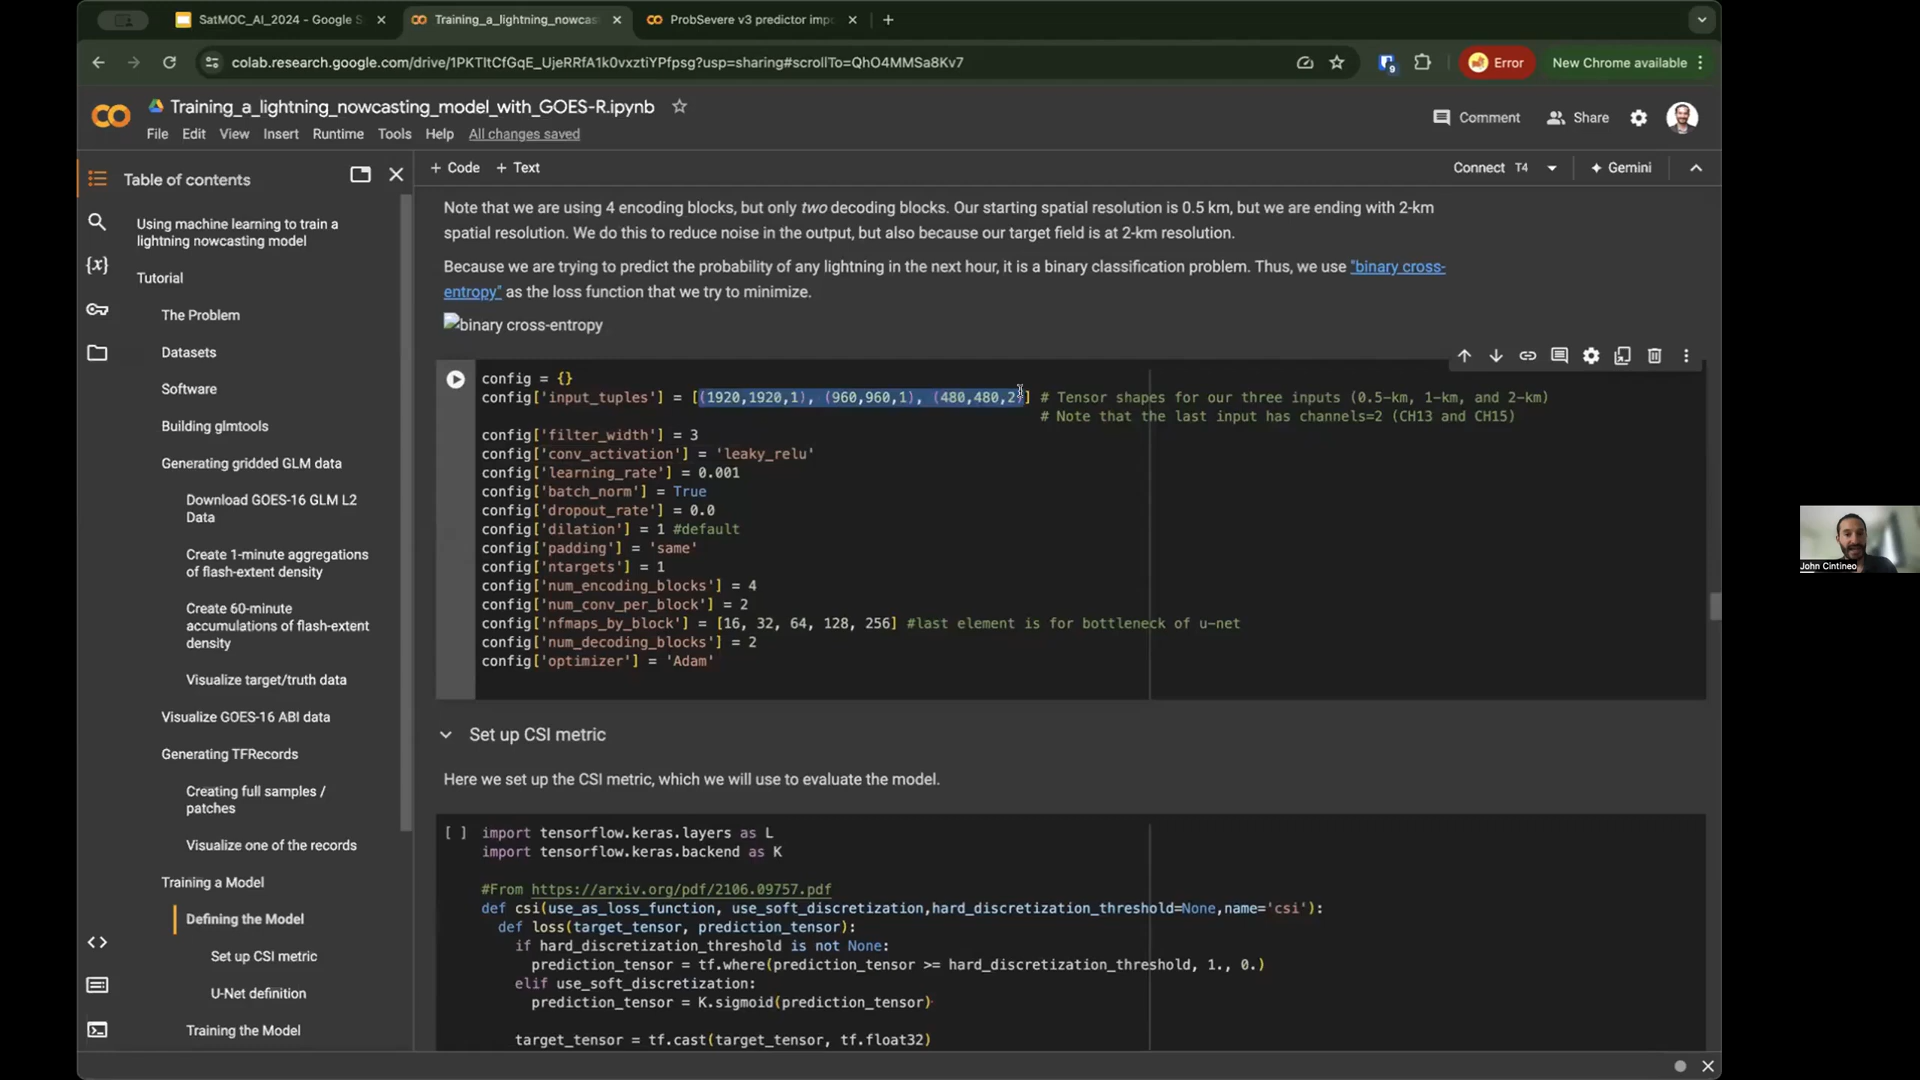 SatMOC_AI_2024 - Google S
Training_a_lightning_nowcas
ProbSevere v3 predictor imp
colab.research.google.com/drive/1PKTltCfGqE_UjeRRfA1k0vxztiYPfpsg?usp=sharing#scrollTo=QhO4MMSa8Kv7
9
Error
New Chrome available
Training_a_lightning_nowcasting_model_with_GOES-R.ipynb
Comment
Share
File Edit View Insert Runtime Tools Help All changes saved
Table of contents
+ Code + Text
Connect T4
Gemini
Using machine learning to train a
lightning nowcasting model
Tutorial
The Problem
Datasets
Software
Building glmtools
Generating gridded GLM data
Download GOES-16 GLM L2
Data
Create 1-minute aggregations
of flash-extent density
Create 60-minute
accumulations of flash-extent
density
Visualize target/truth data
Visualize GOES-16 ABI data
Generating TFRecords
Creating full samples /
patches
Visualize one of the records
Training a Model
Defining the Model
Set up CSI metric
U-Net definition
Training the Model
Note that we are using 4 encoding blocks, but only two decoding blocks. Our starting spatial resolution is 0.5 km, but we are ending with 2-km
spatial resolution. We do this to reduce noise in the output, but also because our target field is at 2-km resolution.
Because we are trying to predict the probability of any lightning in the next hour, it is a binary classification problem. Thus, we use "binary cross-
entropy" as the loss function that we try to minimize.
binary cross-entropy
config = {}
config['input_tuples'] = [(1920,1920,1), (960,960,1), (480,480,2)] # Tensor shapes for our three inputs (0.5-km, 1-km, and 2-km)
# Note that the last input has channels=2 (CH13 and CH15)
config['filter_width'] = 3
config['conv_activation'] = 'leaky_relu'
config['learning_rate'] = 0.001
config['batch_norm'] = True
config['dropout_rate'] = 0.0
config['dilation'] = 1 #default
config['padding'] = 'same'
config['ntargets'] = 1
config['num_encoding_blocks'] = 4
config['num_conv_per_block'] = 2
config['nfmaps_by_block'] = [16, 32, 64, 128, 256] #last element is for bottleneck of u-net
config['num_decoding_blocks'] = 2
config['optimizer'] = 'Adam'
Set up CSI metric
Here we set up the CSI metric, which we will use to evaluate the model.
[ ] import tensorflow.keras.layers as L
import tensorflow.keras.backend as K
#From https://arxiv.org/pdf/2106.09757.pdf
def csi(use_as_loss_function, use_soft_discretization,hard_discretization_threshold=None,name='csi'):
def loss(target_tensor, prediction_tensor):
if hard_discretization_threshold is not None:
prediction_tensor = tf.where(prediction_tensor >= hard_discretization_threshold, 1., 0.)
elif use_soft_discretization:
prediction_tensor = K.sigmoid(prediction_tensor)
target_tensor = tf.cast(target_tensor, tf.float32)
John Cintineo